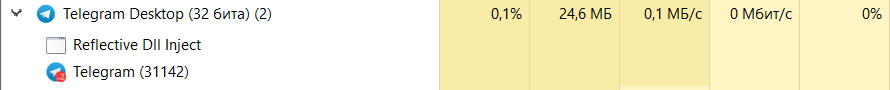 Telegram Desktop (32 бита) (2) 0,1% 24,6 МБ 0,1 МБ/с 0 Мбит/с 0%
Reflective Dll Inject
Telegram (31142)